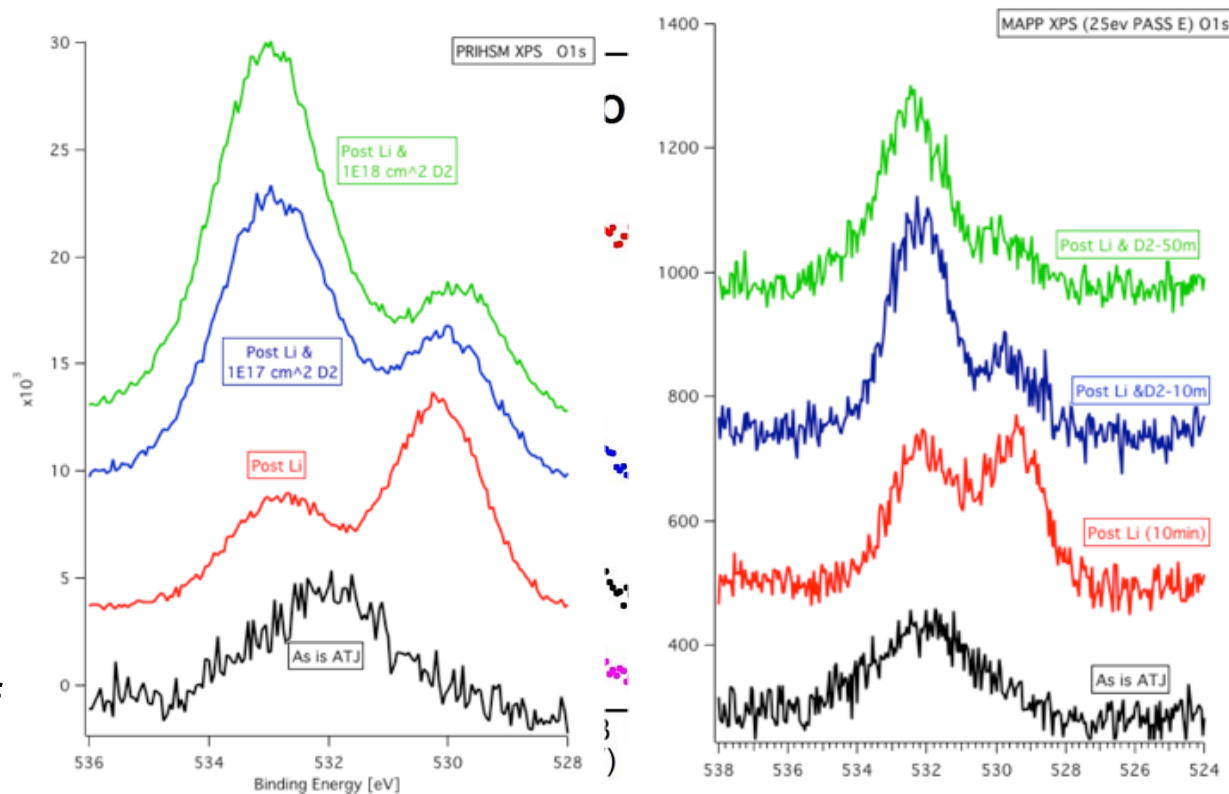 30
PRIHSM XPS O1s
25
Post Li &
1E18 cm^2 D2
20
x10³
15
Post Li &
1E17 cm^2 D2
10
Post Li
5
As is ATJ
0
536
534
532
530
528
Binding Energy [eV]
O
)
1400
MAPP XPS (25ev PASS E) O1s
1200
Post Li & D2-50m
1000
Post Li &D2-10m
800
600
Post Li (10min)
400
As is ATJ
538
536
534
532
530
528
526
524